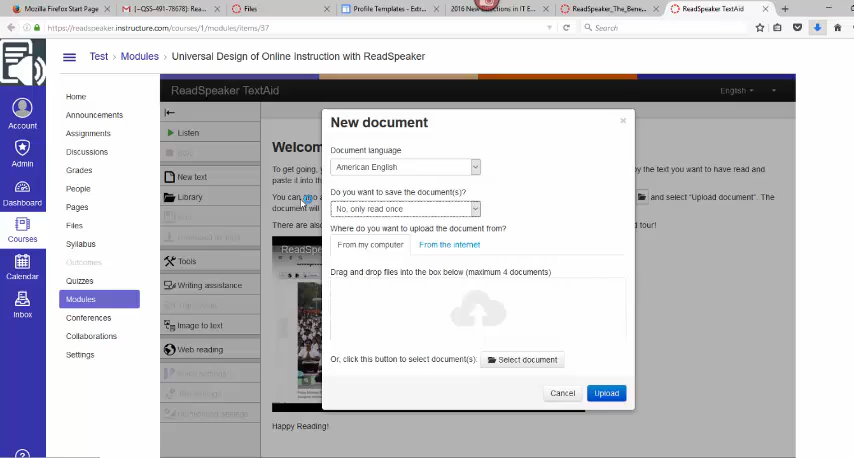 Mozilla Firefox Start Page
[-QSS-491-78678]: Rea...
Files
Profile Templates - Extr...
2016 New Directions in IT E...
ReadSpeaker_The_Bene...
ReadSpeaker TextAid
https://readspeaker.instructure.com/courses/1/modules/items/37
Search
Test
Modules
Universal Design of Online Instruction with ReadSpeaker
Account
Admin
Dashboard
Courses
Calendar
Inbox
Home
Announcements
Assignments
Discussions
Grades
People
Pages
Files
Syllabus
Outcomes
Quizzes
Modules
Conferences
Collaborations
Settings
ReadSpeaker TextAid
English
Listen
New text
Library
Tools
Writing assistance
Image to text
Web reading
Welcom
To get going, y
by the text you want to have read and
paste it into th
You can
and select "Upload document". The
document will
There are also
tour!
ReadSpe
Happy Reading!
New document
Document language
American English
Do you want to save the document(s)?
No, only read once
Where do you want to upload the document from?
From my computer
From the internet
Drag and drop files into the box below (maximum 4 documents)
Or, click this button to select document(s):
Select document
Cancel
Upload